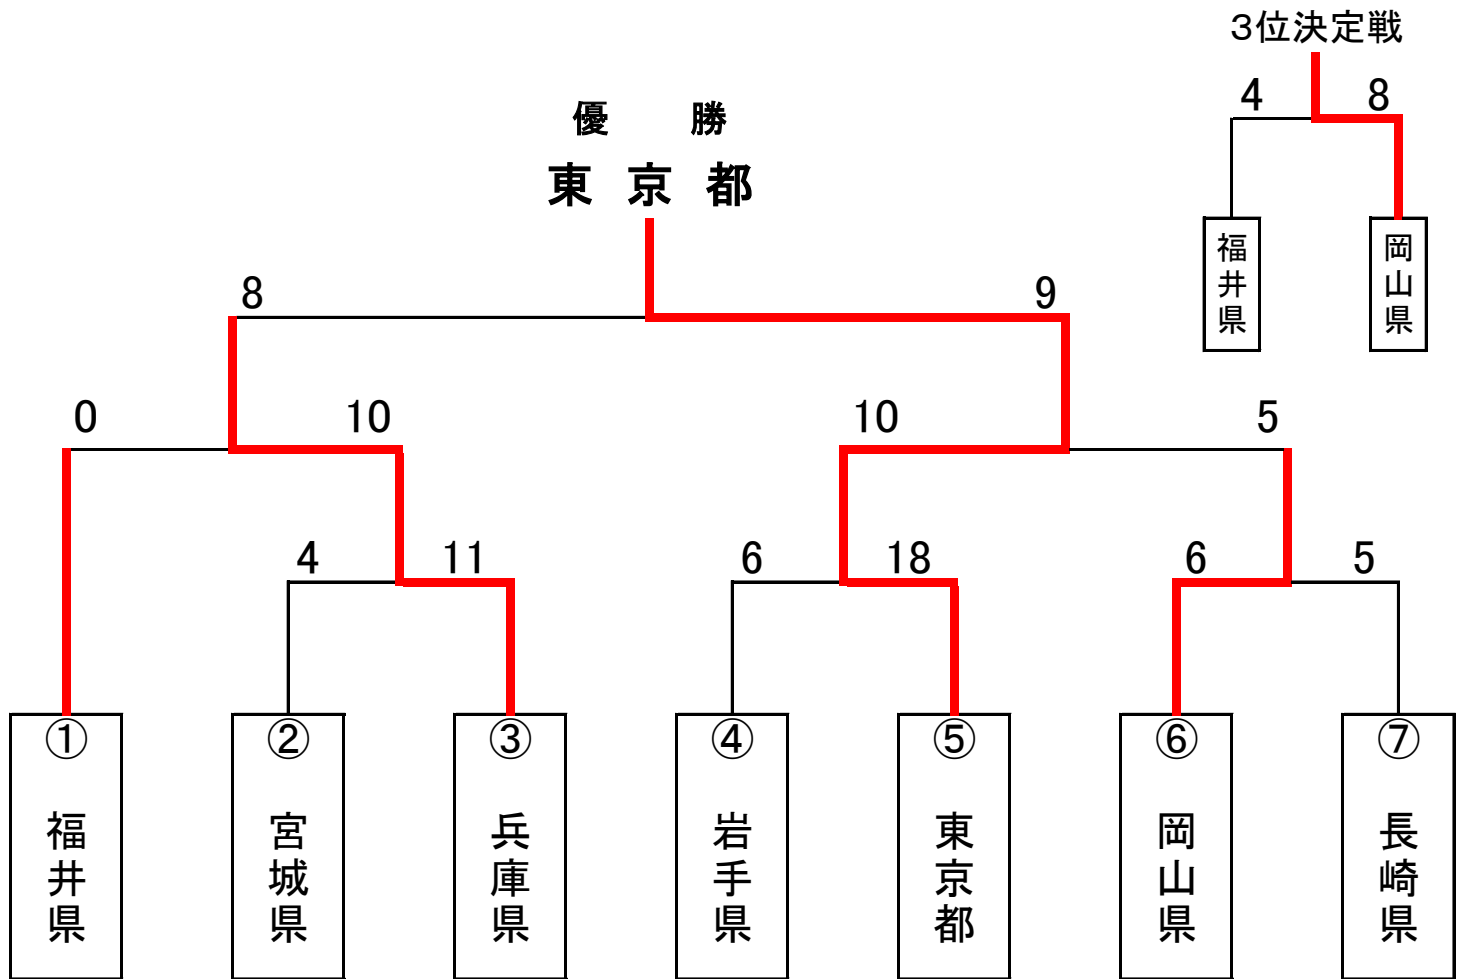 3位決定戦
4 8
福井県
岡山県
優 勝
東 京 都
8 9
0 10 10 5
4 11 6 18 6 5
① ② ③ ④ ⑤ ⑥ ⑦
福井県
宮城県
兵庫県
岩手県
東京都
岡山県
長崎県